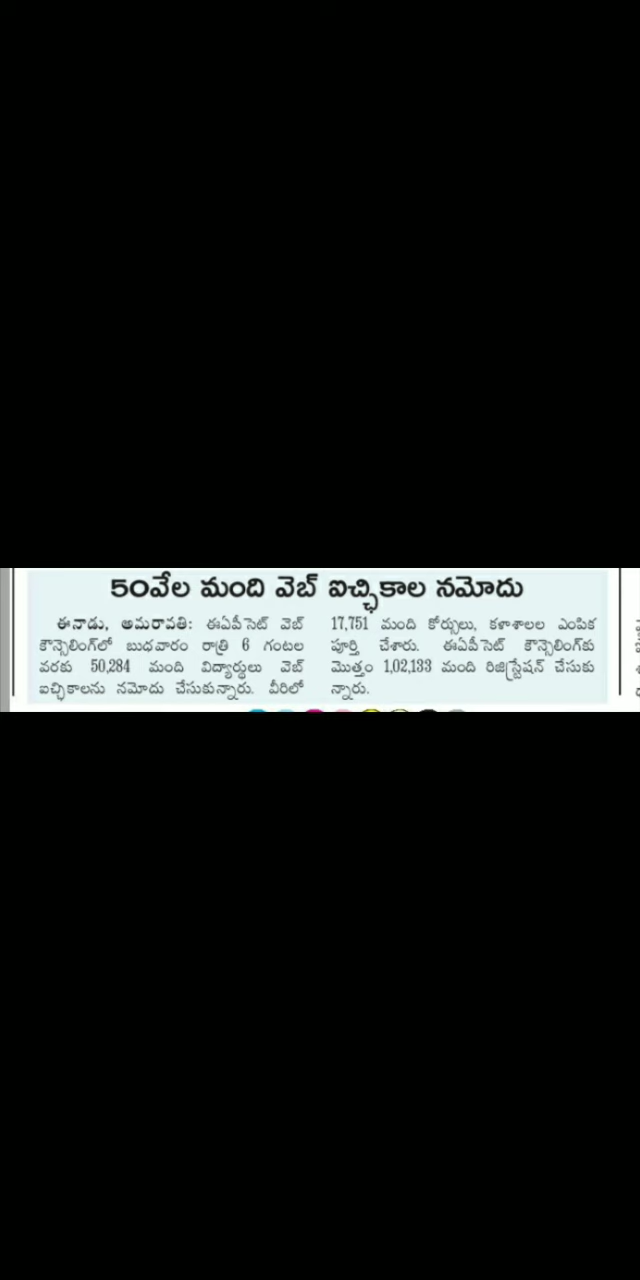 50వేల మంది వెబ్ ఐచ్ఛికాల నమోదు
ఈనాడు, అమరావతి: ఈఏపీసెట్ వెబ్
కౌన్సెలింగ్‌లో బుధవారం రాత్రి 6 గంటల
వరకు 50,284 మంది విద్యార్థులు వెబ్
ఐచ్ఛికాలను నమోదు చేసుకున్నారు. వీరిలో
17,751 మంది కోర్సులు, కళాశాలల ఎంపిక
పూర్తి చేశారు. ఈఏపీసెట్ కౌన్సెలింగ్‌కు
మొత్తం 1,02,133 మంది రిజిస్ట్రేషన్ చేసుకు
న్నారు.